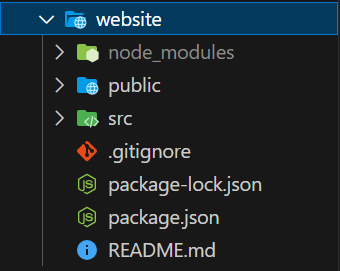 website
node_modules
public
src
.gitignore
package-lock.json
package.json
README.md